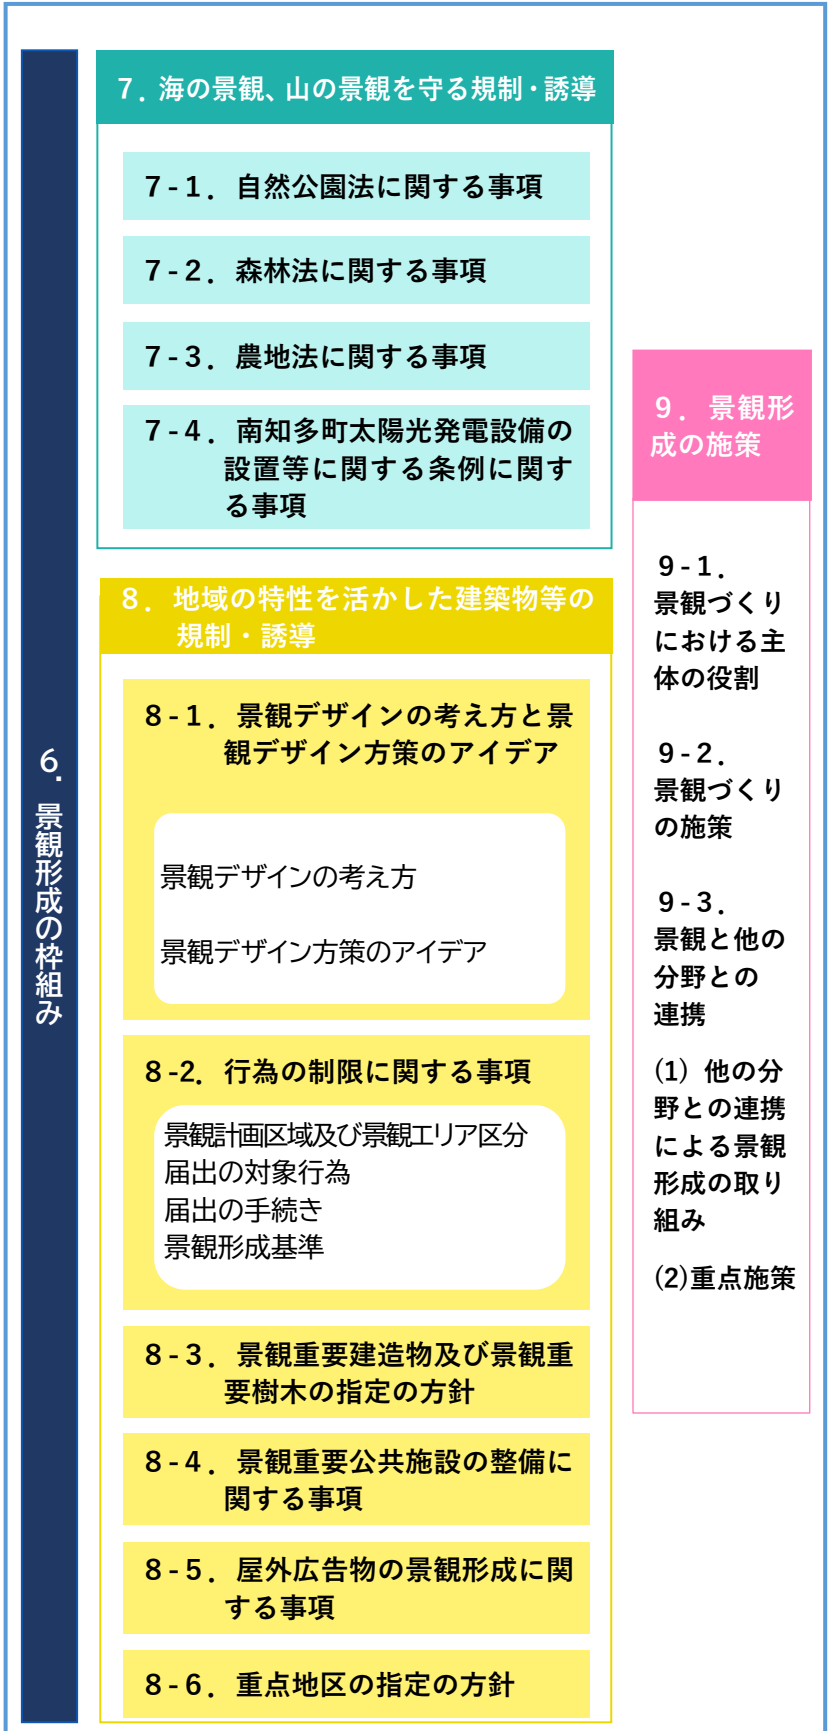 6. 景観形成の枠組み
7. 海の景観、山の景観を守る規制・誘導
7-1. 自然公園法に関する事項
7-2. 森林法に関する事項
7-3. 農地法に関する事項
7-4. 南知多町太陽光発電設備の
設置等に関する条例に関す
る事項
8. 地域の特性を活かした建築物等の
規制・誘導
8-1. 景観デザインの考え方と景
観デザイン方策のアイデア
景観デザインの考え方
景観デザイン方策のアイデア
8-2. 行為の制限に関する事項
景観計画区域及び景観エリア区分
届出の対象行為
届出の手続き
景観形成基準
8-3. 景観重要建造物及び景観重
要樹木の指定の方針
8-4. 景観重要公共施設の整備に
関する事項
8-5. 屋外広告物の景観形成に関
する事項
8-6. 重点地区の指定の方針
9. 景観形
成の施策
9-1.
景観づくり
における主
体の役割
9-2.
景観づくり
の施策
9-3.
景観と他の
分野との
連携
(1) 他の分
野との連携
による景観
形成の取り
組み
(2)重点施策